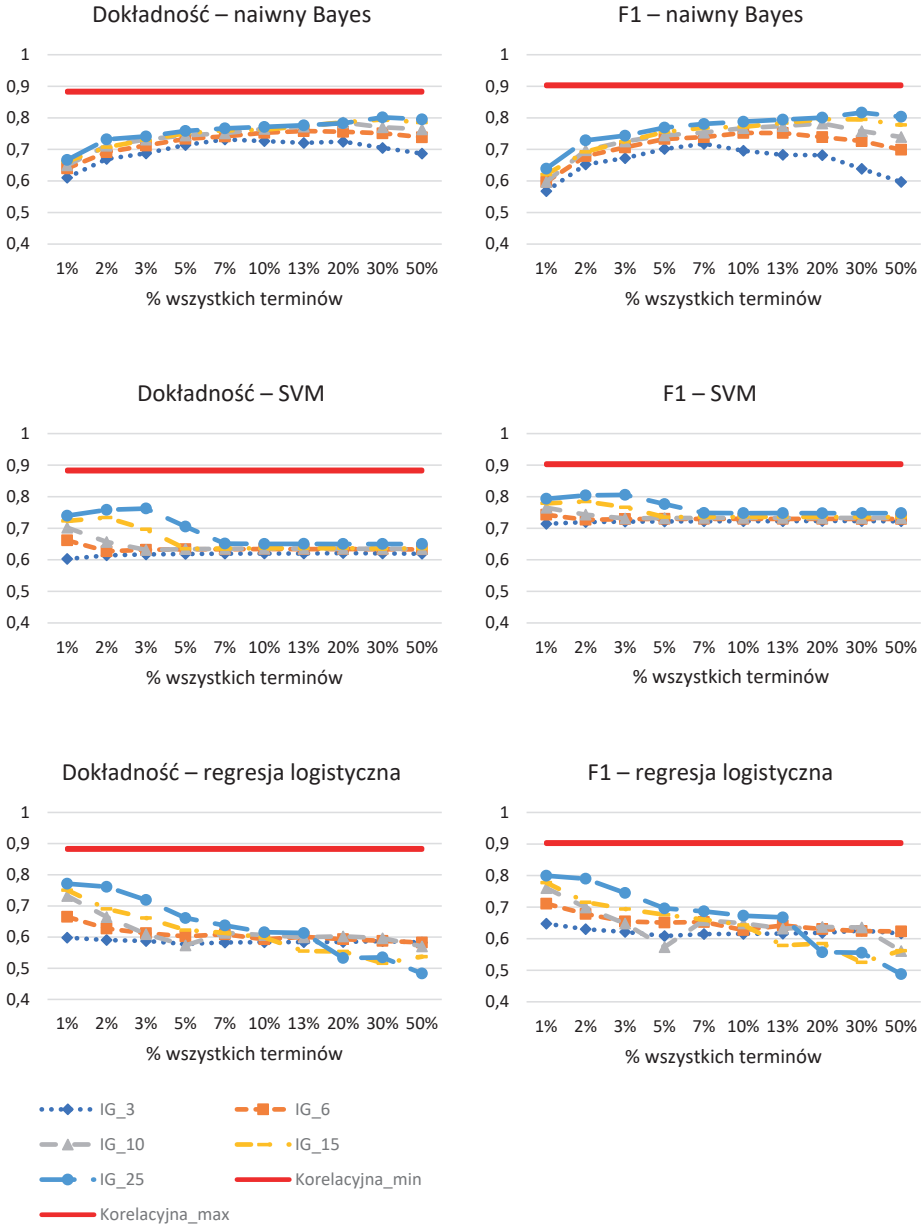 Dokładność – naiwny Bayes
1
0,9
0,8
0,7
0,6
0,5
0,4
1% 2% 3% 5% 7% 10% 13% 20% 30% 50%
% wszystkich terminów
F1 – naiwny Bayes
1
0,9
0,8
0,7
0,6
0,5
0,4
1% 2% 3% 5% 7% 10% 13% 20% 30% 50%
% wszystkich terminów
Dokładność – SVM
1
0,9
0,8
0,7
0,6
0,5
0,4
1% 2% 3% 5% 7% 10% 13% 20% 30% 50%
% wszystkich terminów
F1 – SVM
1
0,9
0,8
0,7
0,6
0,5
0,4
1% 2% 3% 5% 7% 10% 13% 20% 30% 50%
% wszystkich terminów
Dokładność – regresja logistyczna
1
0,9
0,8
0,7
0,6
0,5
0,4
1% 2% 3% 5% 7% 10% 13% 20% 30% 50%
% wszystkich terminów
F1 – regresja logistyczna
1
0,9
0,8
0,7
0,6
0,5
0,4
1% 2% 3% 5% 7% 10% 13% 20% 30% 50%
% wszystkich terminów
IG_3 IG_6
IG_10 IG_15
IG_25 Korelacyjna_min
Korelacyjna_max